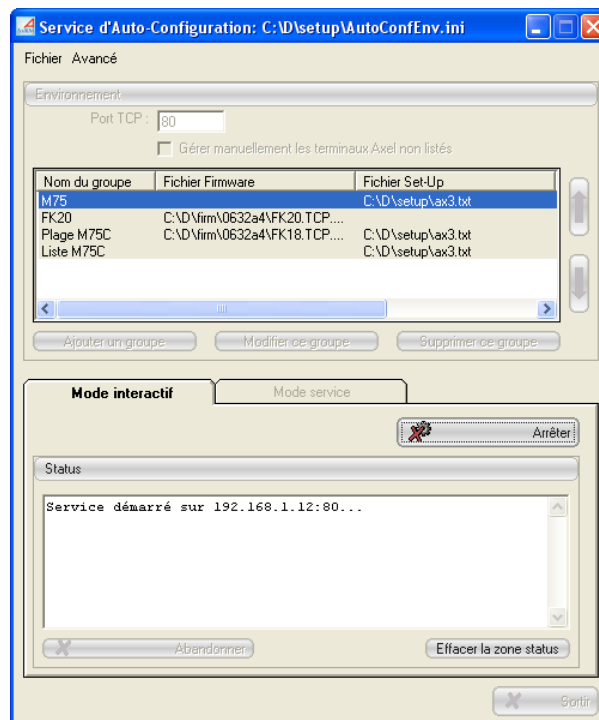 Service d'Auto-Configuration: C:\D\setup\AutoConfEnv.ini
Fichier Avancé
Environnement
Port TCP : 80
Gérer manuellement les terminaux Axel non listés
Nom du groupe Fichier Firmware Fichier Set-Up
M75 C:\D\setup\ax3.txt
FK20 C:\D\firm\0632a4\FK20.TCP....
Plage M75C C:\D\firm\0632a4\FK18.TCP.... C:\D\setup\ax3.txt
Liste M75C C:\D\setup\ax3.txt
Ajouter un groupe Modifier ce groupe Supprimer ce groupe
Mode interactif Mode service
Arrêter
Status
Service démarré sur 192.168.1.12:80...
Abandonner Effacer la zone status
Sortir